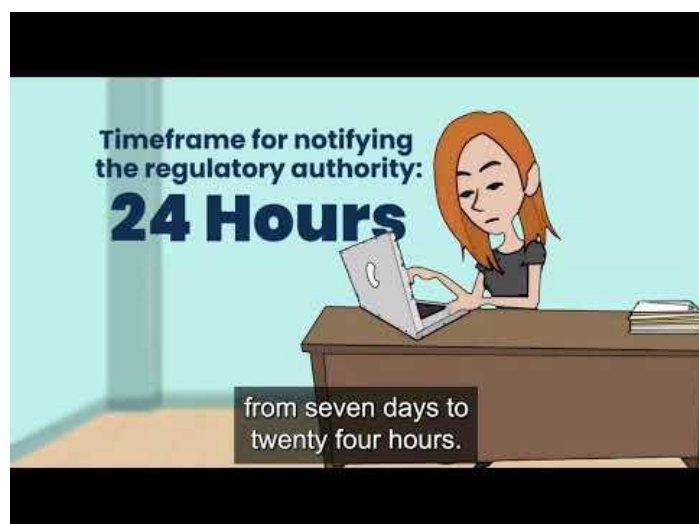 Timeframe for notifying
the regulatory authority:
24 Hours
from seven days to
twenty four hours.